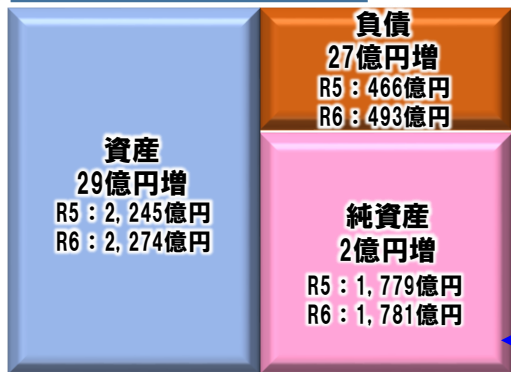 資産
29億円増
R5：2,245億円
R6：2,274億円
負債
27億円増
R5：466億円
R6：493億円
純資産
2億円増
R5：1,779億円
R6：1,781億円